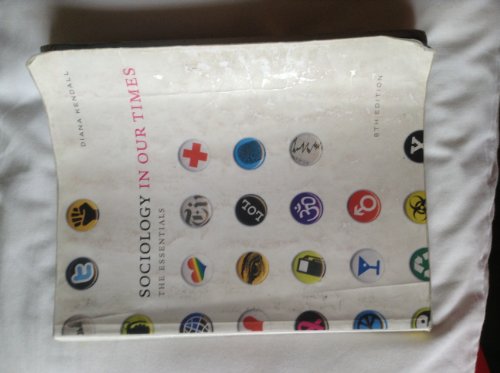 DIANA KENDALL
SOCIOLOGY IN OUR TIMES
THE ESSENTIALS
8TH EDITION
LOL
Y